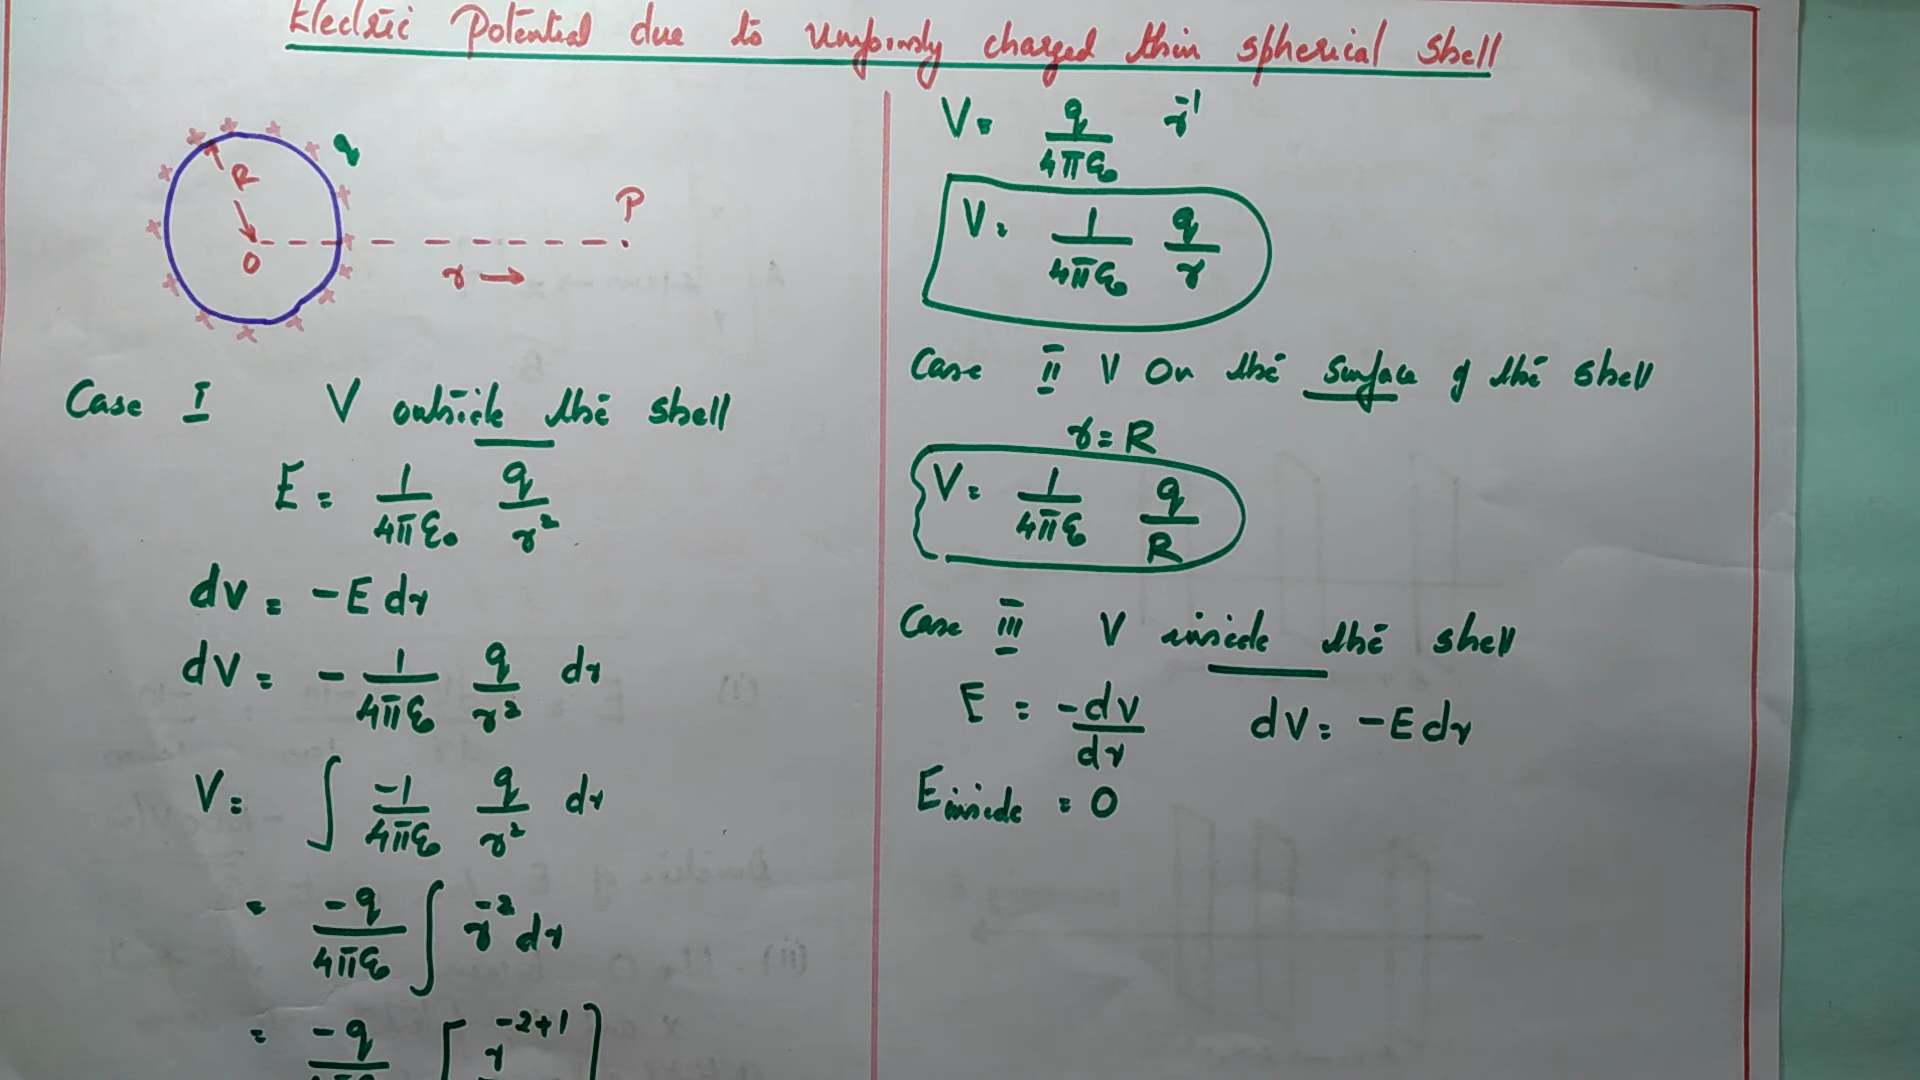 Electric Potential due to Uniformly charged thin spherical shell
q
R
P
O
r →
Case I V outside the shell
E = 1/4πε₀ q/r²
dv = -E dr
dV = - 1/4πε₀ q/r² dr
V = ∫ -1/4πε₀ q/r² dr
= -q/4πε₀ ∫ r⁻² dr
= -q/4πε₀ [ r⁻²⁺¹ ]
V = q/4πε₀ r⁻¹
V = 1/4πε₀ q/r
Case II V On the surface of the shell
r = R
V = 1/4πε₀ q/R
Case III V inside the shell
E = -dv/dr dV = -E dr
E inside = 0